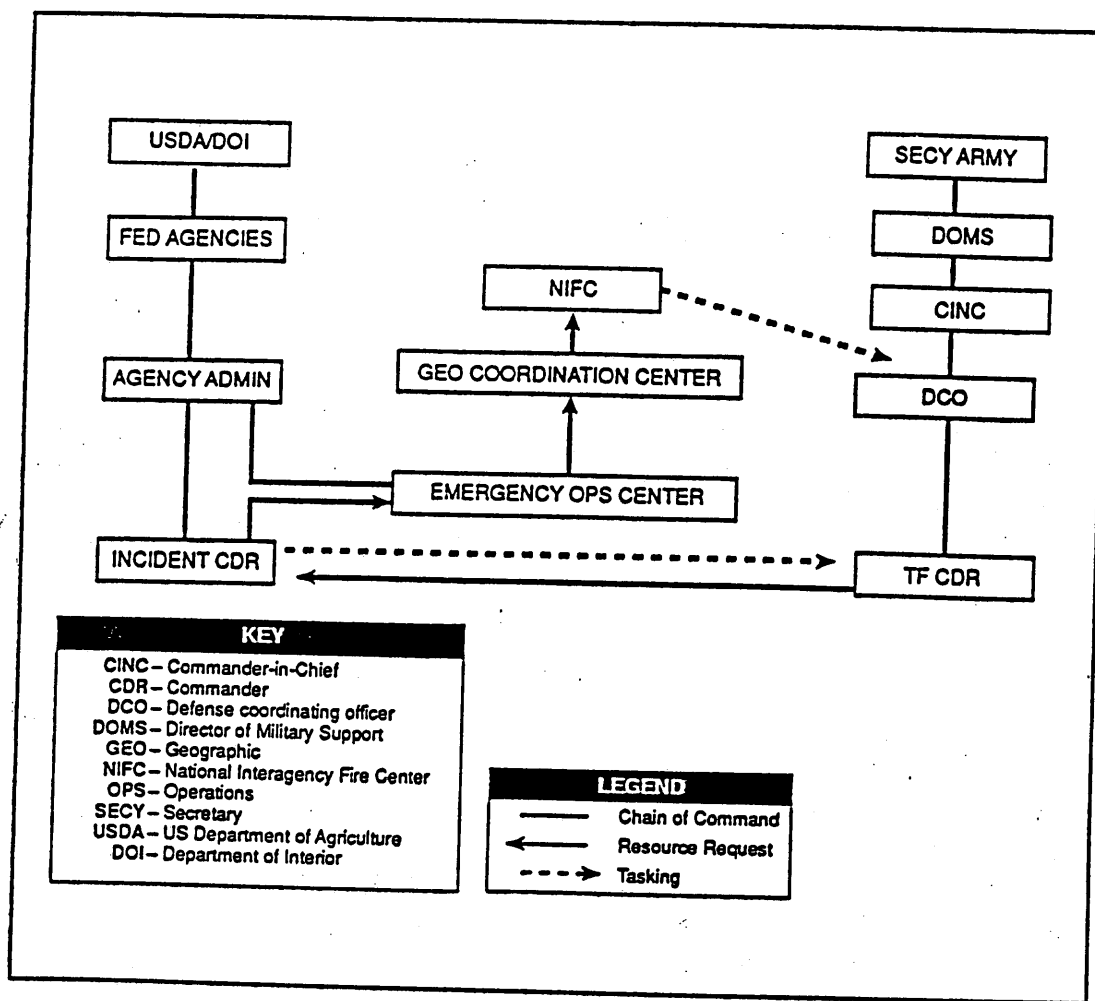 USDA/DOI
SECY ARMY
FED AGENCIES
DOMS
NIFC
CINC
AGENCY ADMIN
GEO COORDINATION CENTER
DCO
EMERGENCY OPS CENTER
INCIDENT CDR
TF CDR
KEY
CINC – Commander-in-Chief
CDR – Commander
DCO – Defense coordinating officer
DOMS – Director of Military Support
GEO – Geographic
NIFC – National Interagency Fire Center
OPS – Operations
SECY – Secretary
USDA – US Department of Agriculture
DOI – Department of Interior
LEGEND
Chain of Command
Resource Request
Tasking